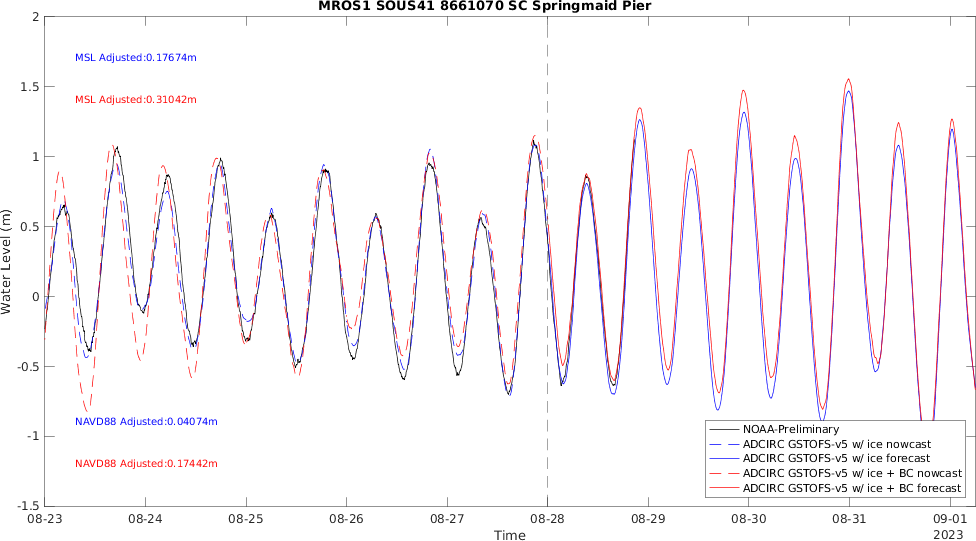 MROS1 SOUS41 8661070 SC Springmaid Pier
2
1.5
1
0.5
0
-0.5
-1
-1.5
Water Level (m)
MSL Adjusted:0.17674m
MSL Adjusted:0.31042m
NAVD88 Adjusted:0.04074m
NAVD88 Adjusted:0.17442m
NOAA-Preliminary
ADCIRC GSTOFS-v5 w/ ice nowcast
ADCIRC GSTOFS-v5 w/ ice forecast
ADCIRC GSTOFS-v5 w/ ice + BC nowcast
ADCIRC GSTOFS-v5 w/ ice + BC forecast
08-23 08-24 08-25 08-26 08-27 08-28 08-29 08-30 08-31 09-01
2023
Time